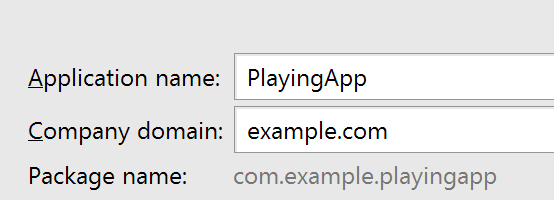 Application name: PlayingApp
Company domain: example.com
Package name: com.example.playingapp